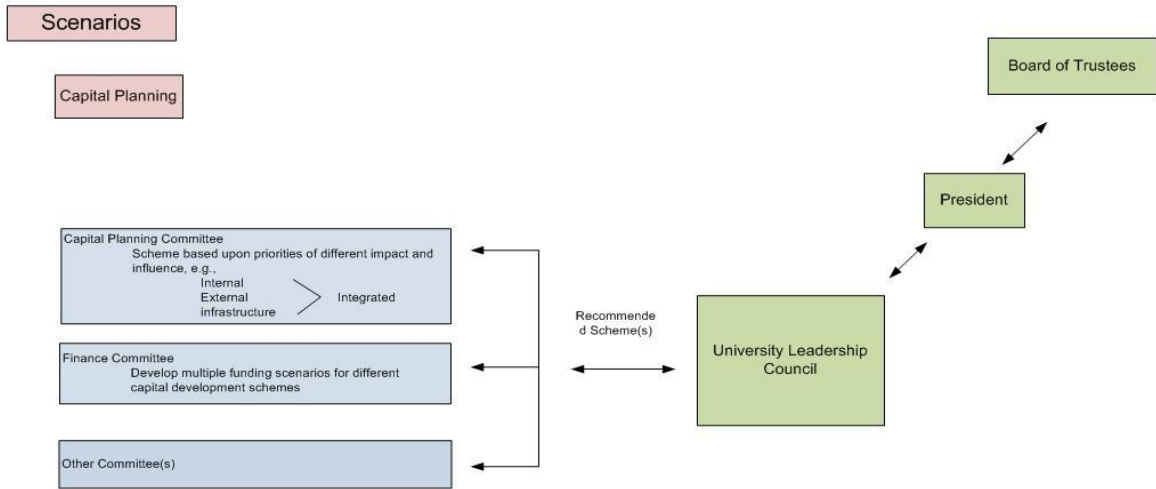 Scenarios
Capital Planning
Board of Trustees
President
Capital Planning Committee
Scheme based upon priorities of different impact and
influence, e.g.,
Internal
External
infrastructure
Integrated
Recommende
d Scheme(s)
University Leadership
Council
Finance Committee
Develop multiple funding scenarios for different
capital development schemes
Other Committee(s)